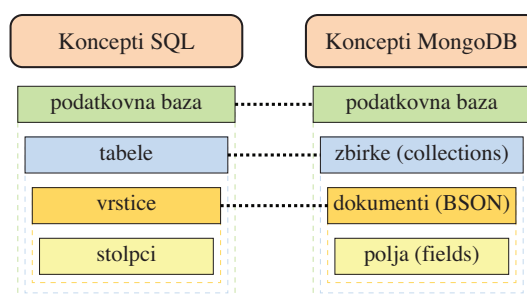 Koncepti SQL
Koncepti MongoDB
podatkovna baza
podatkovna baza
tabele
zbirke (collections)
vrstice
dokumenti (BSON)
stolpci
polja (fields)